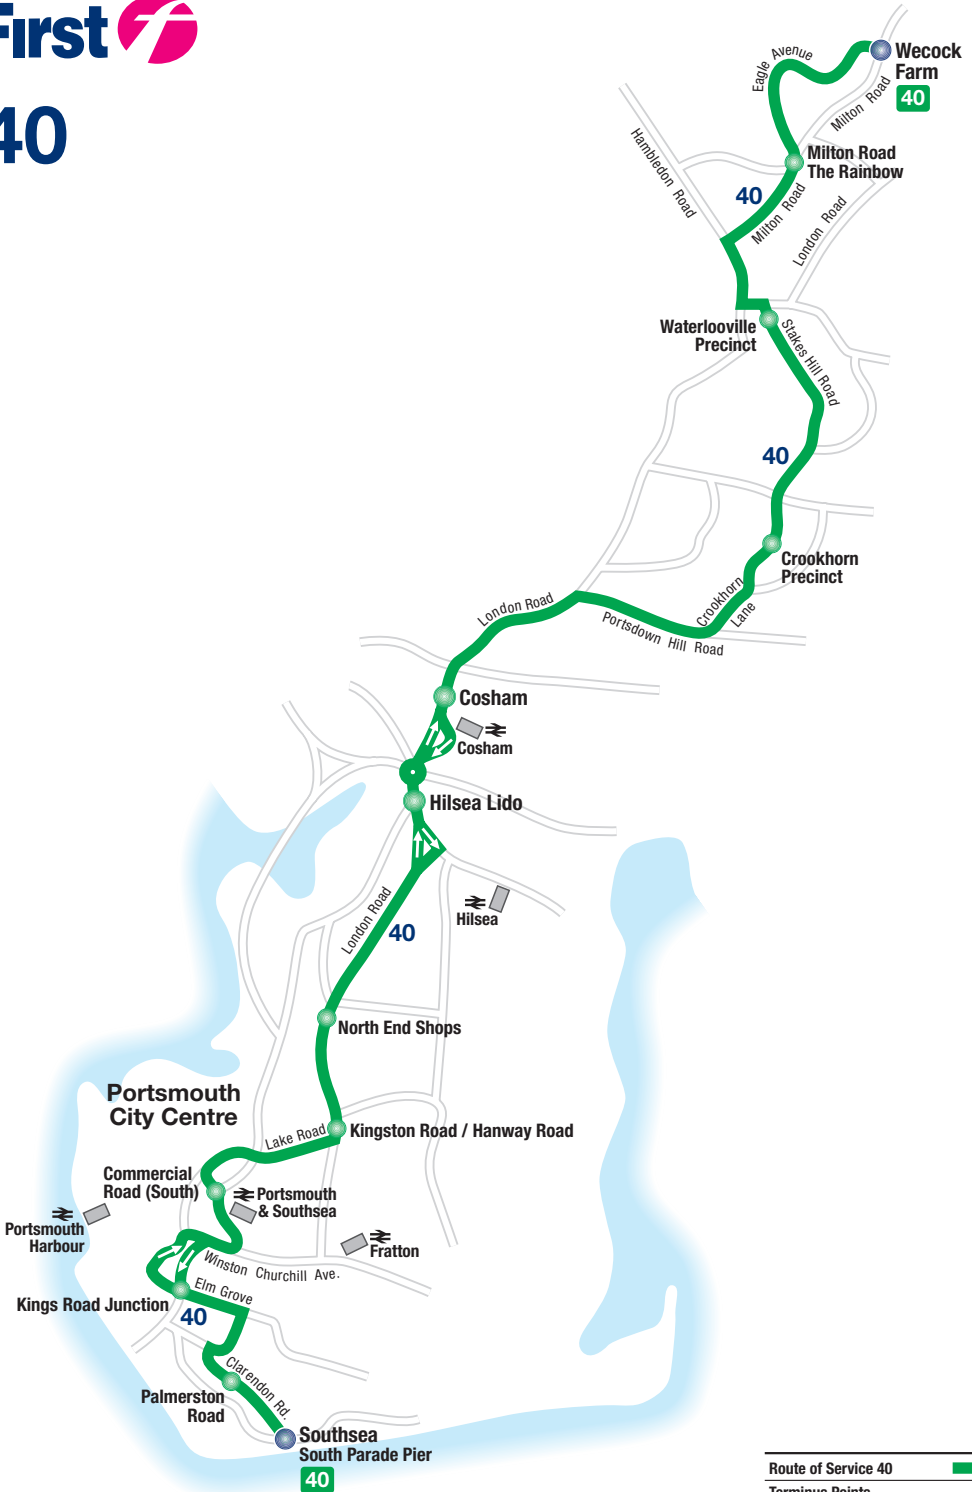 First
40
Wecock
Farm
40
Eagle Avenue
Milton Road
Milton Road
The Rainbow
Hambledon Road
40
Milton Road
London Road
Waterlooville
Precinct
Stakes Hill Road
40
Crookhorn
Precinct
Crookhorn
Lane
London Road
Portsdown Hill Road
Cosham
Cosham
Hilsea Lido
Hilsea
London Road
40
North End Shops
Portsmouth
City Centre
Lake Road
Kingston Road / Hanway Road
Commercial
Road (South)
Portsmouth
& Southsea
Portsmouth
Harbour
Fratton
Winston Churchill Ave.
Elm Grove
Kings Road Junction
40
Clarendon Rd.
Palmerston
Road
Southsea
South Parade Pier
40
Route of Service 40
Terminus Points